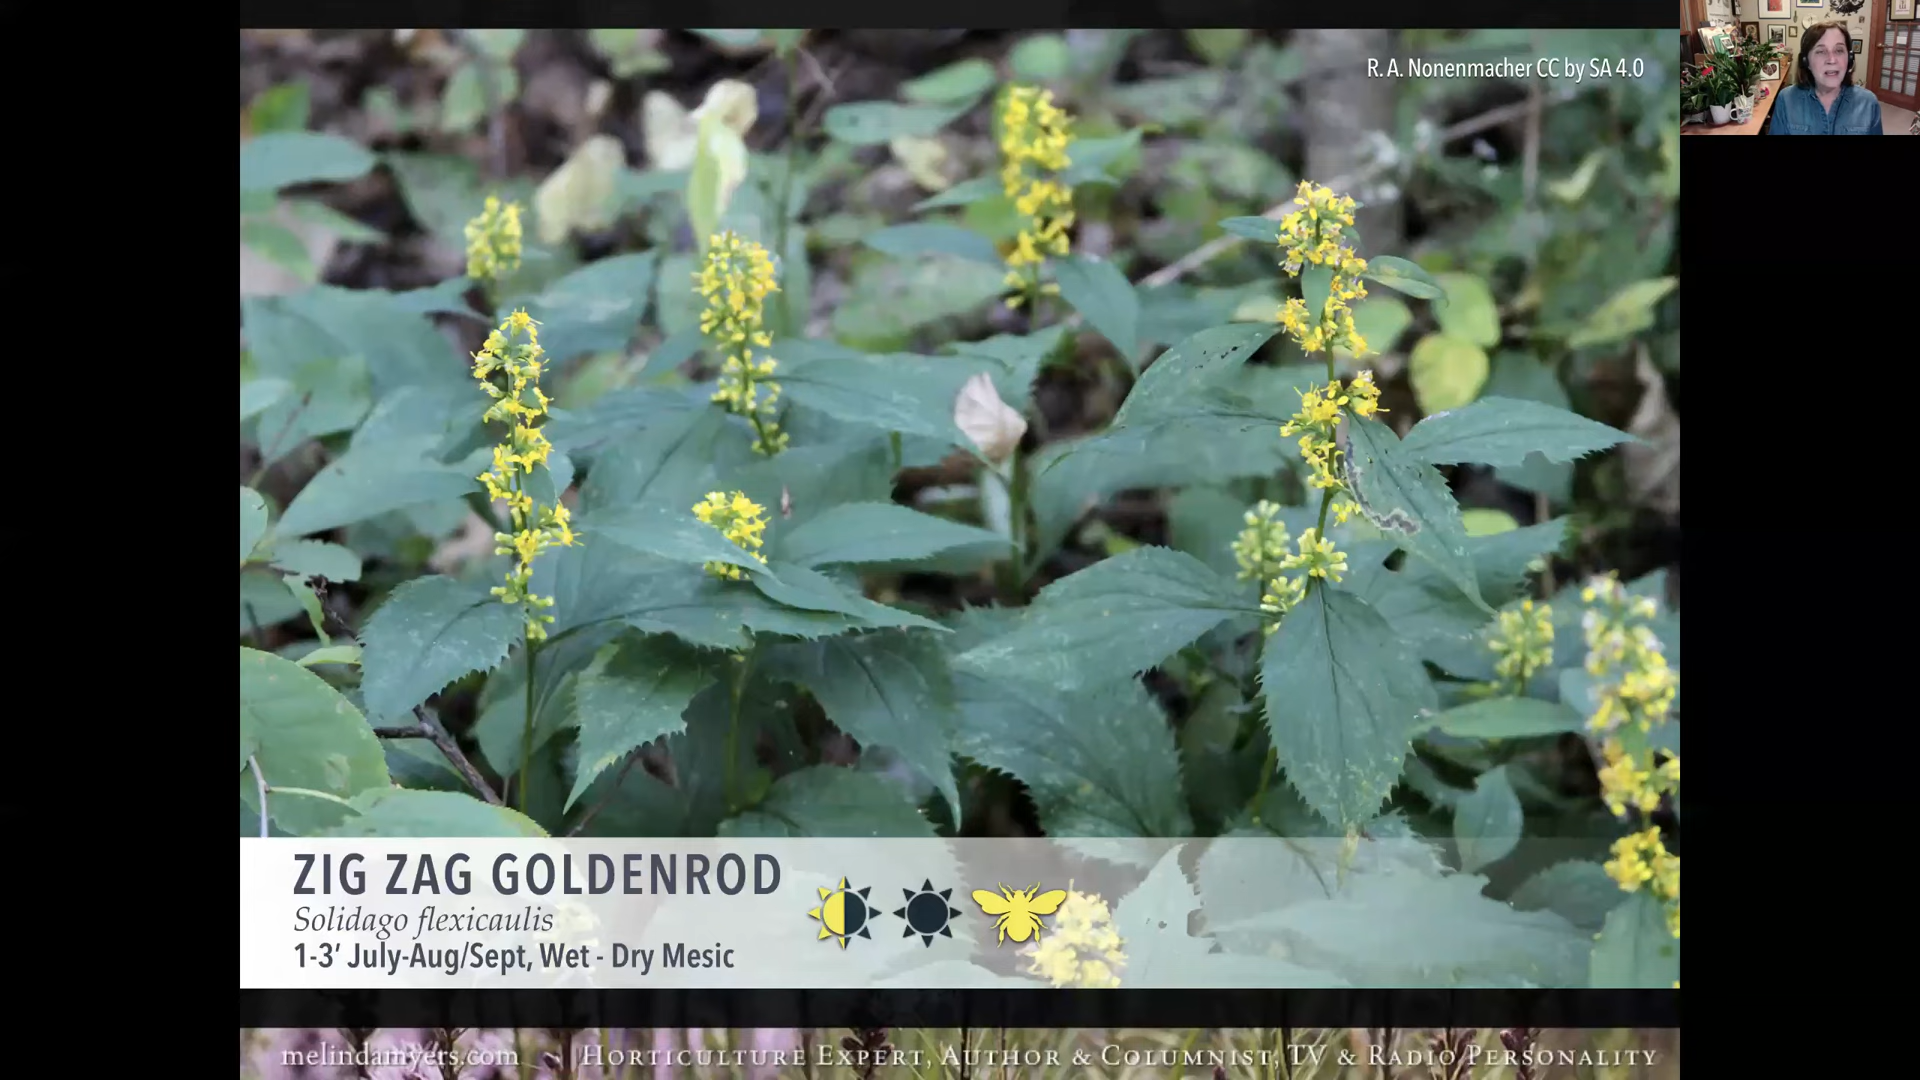 R. A. Nonenmacher CC by SA 4.0
ZIG ZAG GOLDENROD
Solidago flexicaulis
1-3’ July-Aug/Sept, Wet - Dry Mesic
melindamyers.com | Horticulture Expert, Author & Columnist, TV & Radio Personality